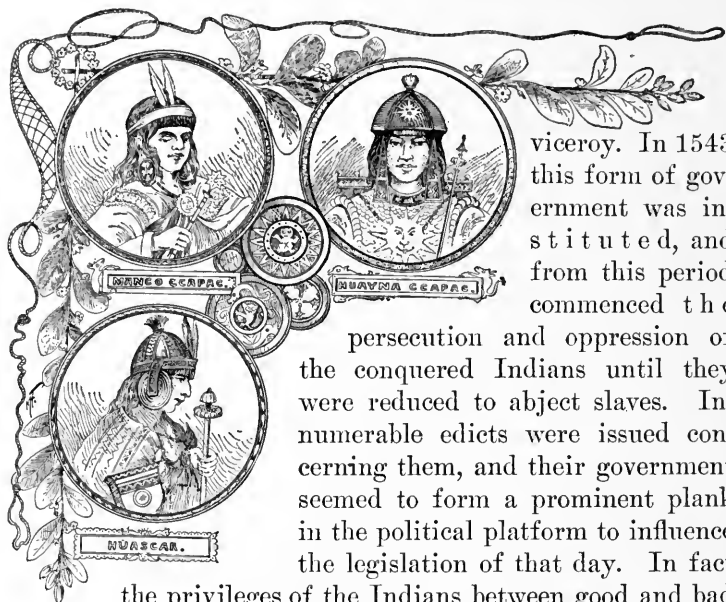 MANCO CCAPAC.
HUAYNA CCAPAC.
HUASCAR.
viceroy. In 1543
this form of gov
ernment was in
stituted, and
from this period
commenced the
persecution and oppression of
the conquered Indians until they
were reduced to abject slaves. In
numerable edicts were issued con
cerning them, and their government
seemed to form a prominent plank
in the political platform to influence
the legislation of that day. In fact
the privileges of the Indians between good and bad